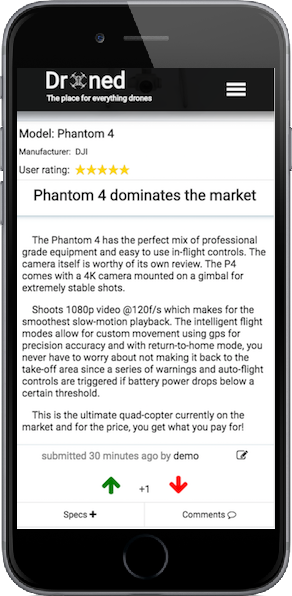 Droned
The place for everything drones
Model: Phantom 4
Manufacturer: DJI
User rating:
Phantom 4 dominates the market
The Phantom 4 has the perfect mix of professional
grade equipment and easy to use in-flight controls. The
camera itself is worthy of its own review. The P4
comes with a 4K camera mounted on a gimbal for
extremely stable shots.
Shoots 1080p video @120f/s which makes for the
smoothest slow-motion playback. The intelligent flight
modes allow for custom movement using gps for
precision accuracy and with return-to-home mode, you
never have to worry about not making it back to the
take-off area since a series of warnings and auto-flight
controls are triggered if battery power drops below a
certain threshold.
This is the ultimate quad-copter currently on the
market and for the price, you get what you pay for!
submitted 30 minutes ago by demo
+1
Specs +
Comments